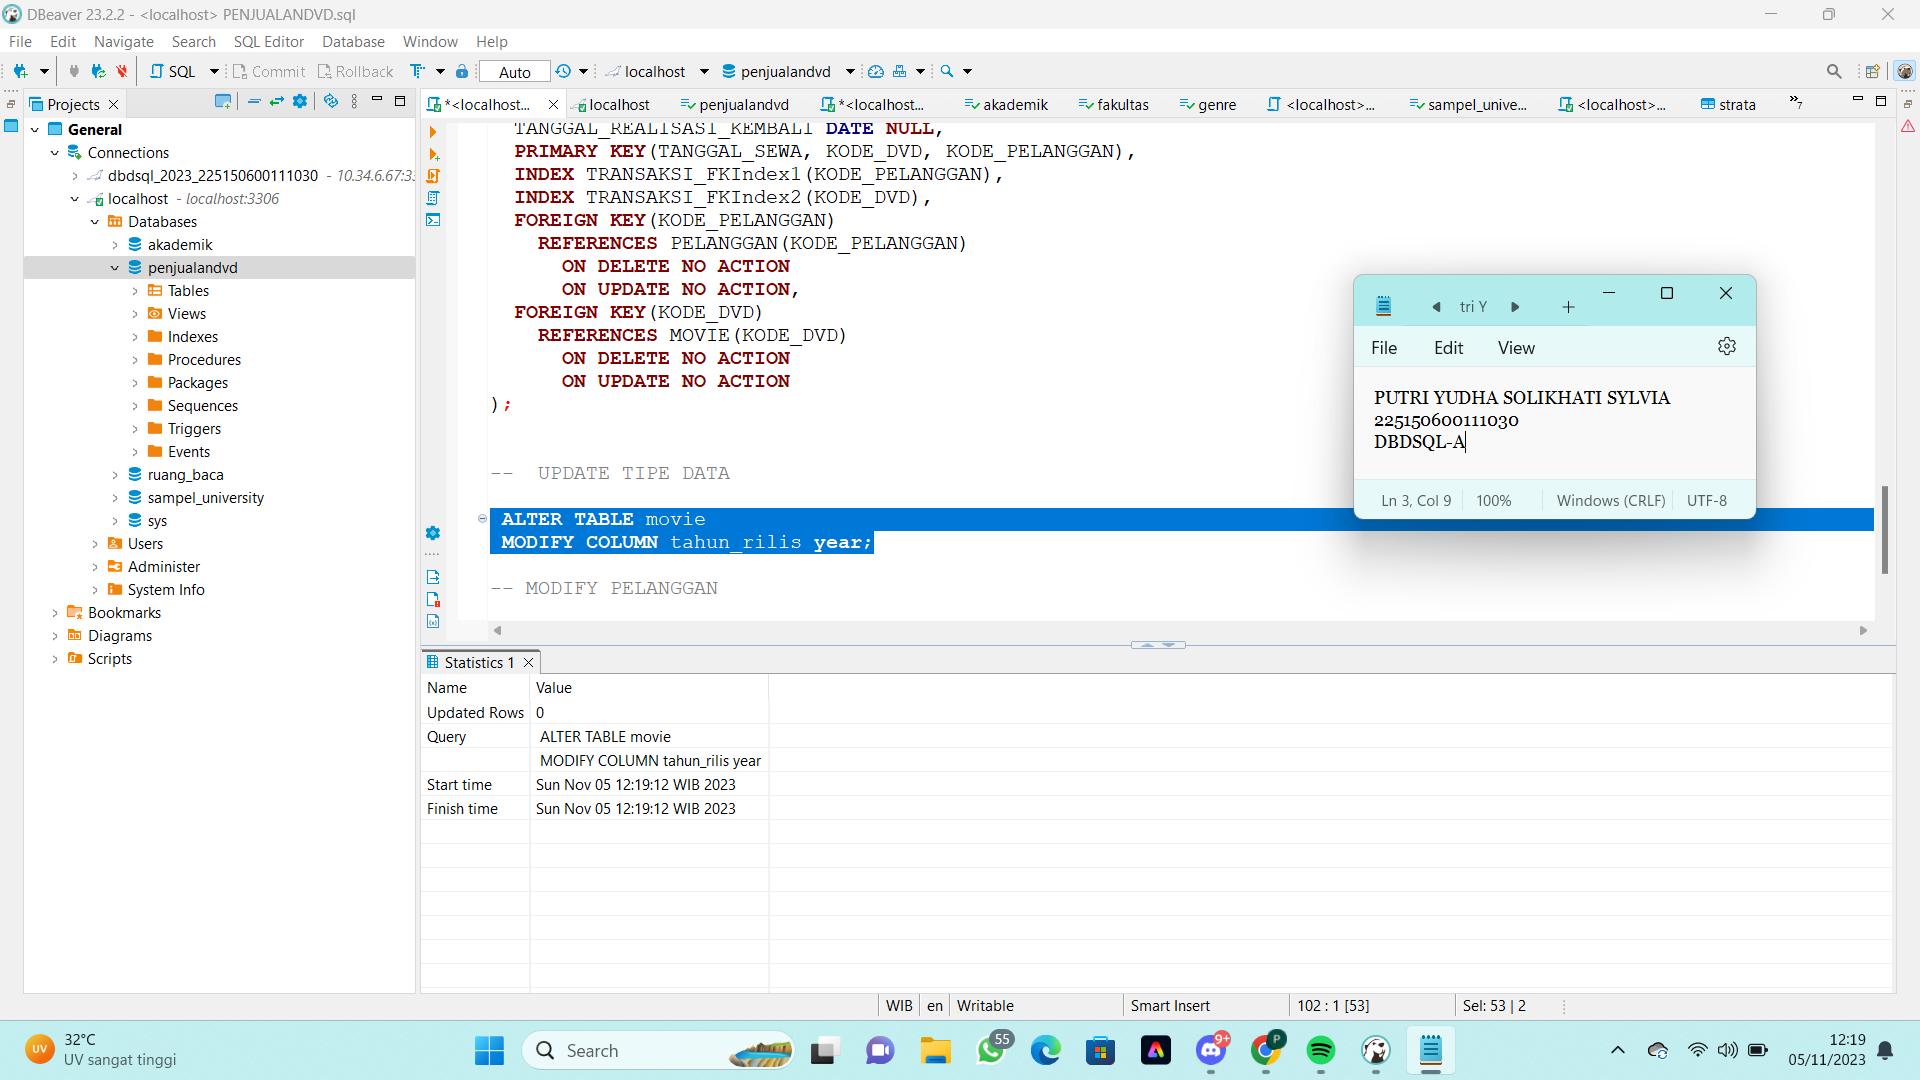 DBeaver 23.2.2 - <localhost> PENJUALANDVD.sql
File Edit Navigate Search SQL Editor Database Window Help
SQL Commit Rollback Auto localhost penjualandvd
Projects
*<localhost... localhost penjualandvd *<localhost... akademik fakultas genre <localhost>... sampel_unive... <localhost>... strata »7
General
Connections
dbdsql_2023_225150600111030 - 10.34.6.67:33
localhost - localhost:3306
Databases
akademik
penjualandvd
Tables
Views
Indexes
Procedures
Packages
Sequences
Triggers
Events
ruang_baca
sampel_university
sys
Users
Administer
System Info
Bookmarks
Diagrams
Scripts
TANGGAL_REALISASI_KEMBALI DATE NULL,
PRIMARY KEY(TANGGAL_SEWA, KODE_DVD, KODE_PELANGGAN),
INDEX TRANSAKSI_FKIndex1(KODE_PELANGGAN),
INDEX TRANSAKSI_FKIndex2(KODE_DVD),
FOREIGN KEY(KODE_PELANGGAN)
REFERENCES PELANGGAN(KODE_PELANGGAN)
ON DELETE NO ACTION
ON UPDATE NO ACTION,
FOREIGN KEY(KODE_DVD)
REFERENCES MOVIE(KODE_DVD)
ON DELETE NO ACTION
ON UPDATE NO ACTION
);
-- UPDATE TIPE DATA
ALTER TABLE movie
MODIFY COLUMN tahun_rilis year;
-- MODIFY PELANGGAN
tri Y
File Edit View
PUTRI YUDHA SOLIKHATI SYLVIA
225150600111030
DBDSQL-A
Ln 3, Col 9 100% Windows (CRLF) UTF-8
Statistics 1
Name Value
Updated Rows 0
Query ALTER TABLE movie
MODIFY COLUMN tahun_rilis year
Start time Sun Nov 05 12:19:12 WIB 2023
Finish time Sun Nov 05 12:19:12 WIB 2023
WIB en Writable Smart Insert 102 : 1 [53] Sel: 53 | 2
UV 32°C
UV sangat tinggi
Search
55
9+
P
12:19
05/11/2023